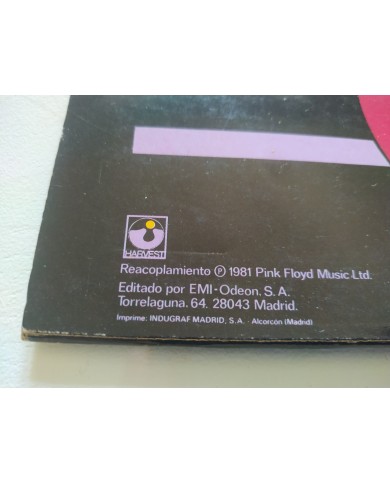 HARVEST
Reacoplamiento Ⓟ 1981 Pink Floyd Music Ltd.
Editado por EMI-Odeon. S. A.
Torrelaguna. 64. 28043 Madrid.
Imprime: INDUGRAF MADRID, S.A. - Alcorcón (Madrid)